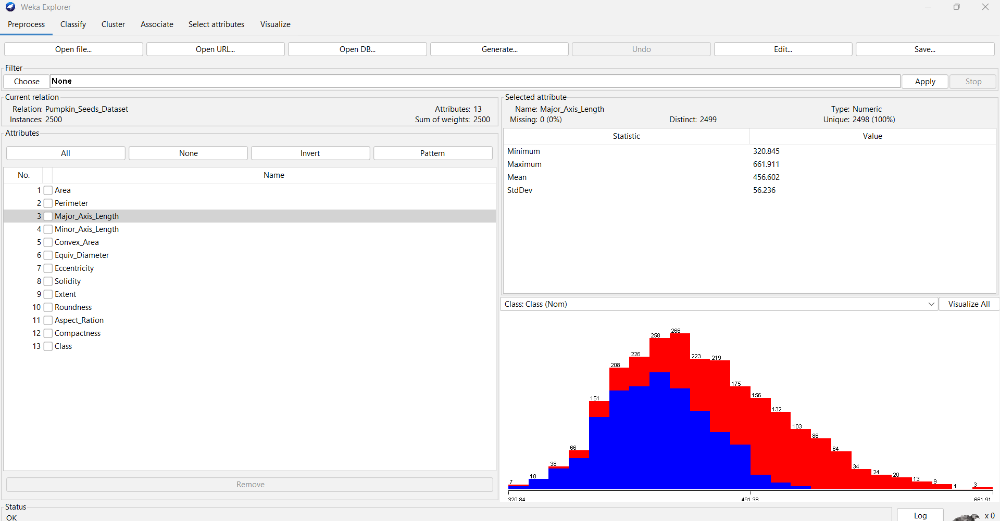 Weka Explorer
Preprocess Classify Cluster Associate Select attributes Visualize
Open file... Open URL... Open DB... Generate... Undo Edit... Save...
Filter
Choose None Apply Stop
Current relation
Relation: Pumpkin_Seeds_Dataset Attributes: 13
Instances: 2500 Sum of weights: 2500
Attributes
All None Invert Pattern
No. Name
1 Area
2 Perimeter
3 Major_Axis_Length
4 Minor_Axis_Length
5 Convex_Area
6 Equiv_Diameter
7 Eccentricity
8 Solidity
9 Extent
10 Roundness
11 Aspect_Ration
12 Compactness
13 Class
Remove
Selected attribute
Name: Major_Axis_Length Type: Numeric
Missing: 0 (0%) Distinct: 2499 Unique: 2498 (100%)
Statistic Value
Minimum 320.845
Maximum 661.911
Mean 456.602
StdDev 56.236
Class: Class (Nom) Visualize All
7 18 38 66 151 208 226 258 266 223 219 175 156 132 103 86 64 34 24 20 13 9 1 3
320.84 491.38 661.91
Status
OK
Log x 0